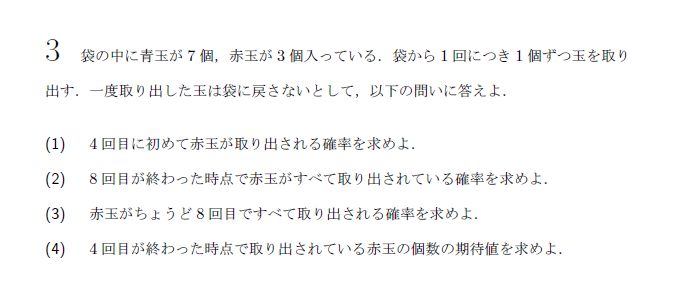 3 袋の中に青玉が 7 個，赤玉が 3 個入っている．袋から 1 回につき 1 個ずつ玉を取り
出す．一度取り出した玉は袋に戻さないとして，以下の問いに答えよ．
(1) 4 回目に初めて赤玉が取り出される確率を求めよ．
(2) 8 回目が終わった時点で赤玉がすべて取り出されている確率を求めよ．
(3) 赤玉がちょうど 8 回目ですべて取り出される確率を求めよ．
(4) 4 回目が終わった時点で取り出されている赤玉の個数の期待値を求めよ．